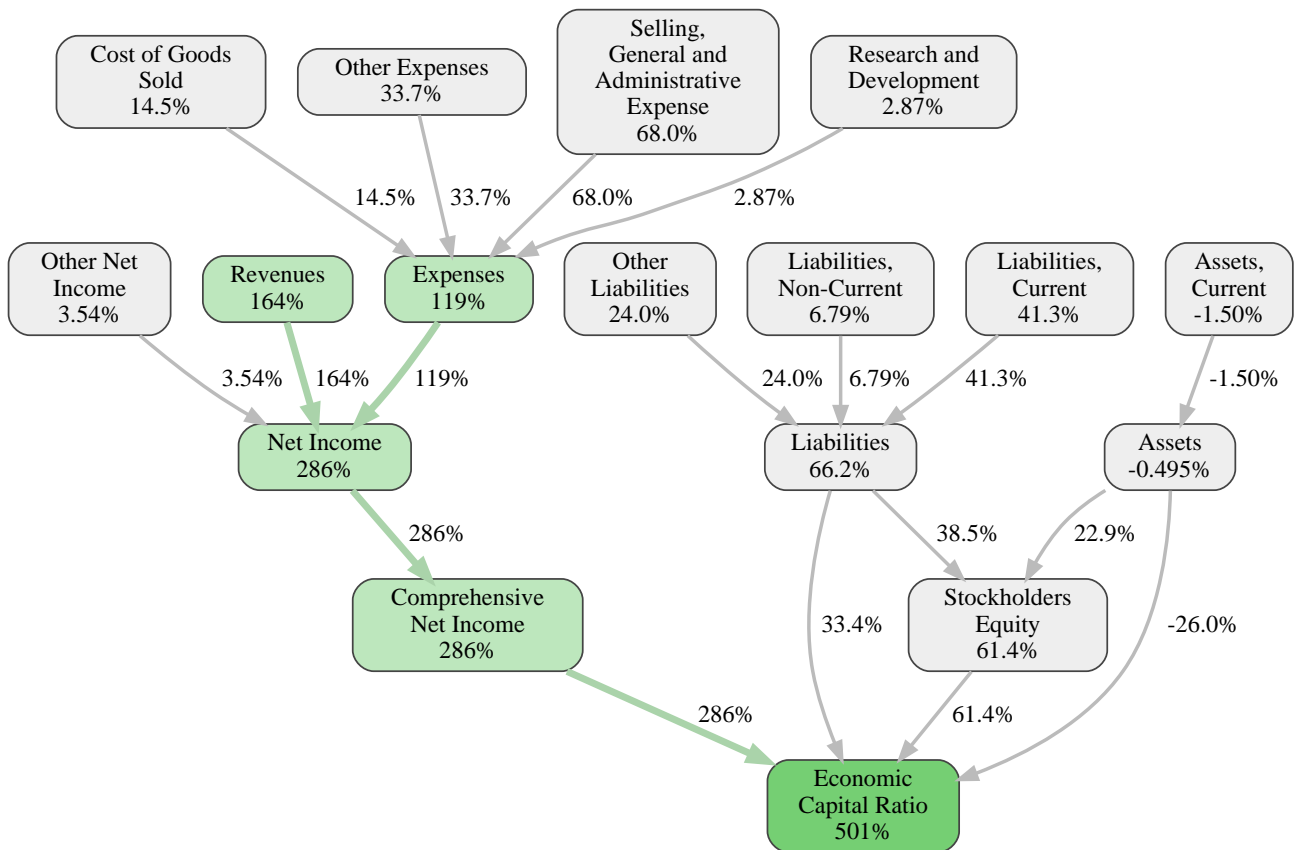 Cost of Goods
Sold
14.5%
Other Expenses
33.7%
Selling,
General and
Administrative
Expense
68.0%
Research and
Development
2.87%
14.5%
33.7%
68.0%
2.87%
Other Net
Income
3.54%
Revenues
164%
Expenses
119%
Other
Liabilities
24.0%
Liabilities,
Non-Current
6.79%
Liabilities,
Current
41.3%
Assets,
Current
-1.50%
3.54%
164%
119%
24.0%
6.79%
41.3%
-1.50%
Net Income
286%
Liabilities
66.2%
Assets
-0.495%
286%
38.5%
22.9%
Comprehensive
Net Income
286%
33.4%
Stockholders
Equity
61.4%
-26.0%
286%
61.4%
Economic
Capital Ratio
501%